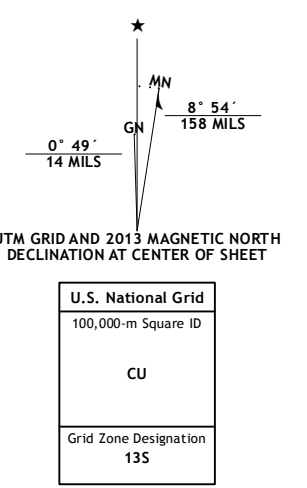 ★
MN
GN
8° 54´
158 MILS
0° 49´
14 MILS
UTM GRID AND 2013 MAGNETIC NORTH
DECLINATION AT CENTER OF SHEET
U.S. National Grid
100,000-m Square ID
CU
Grid Zone Designation
13S